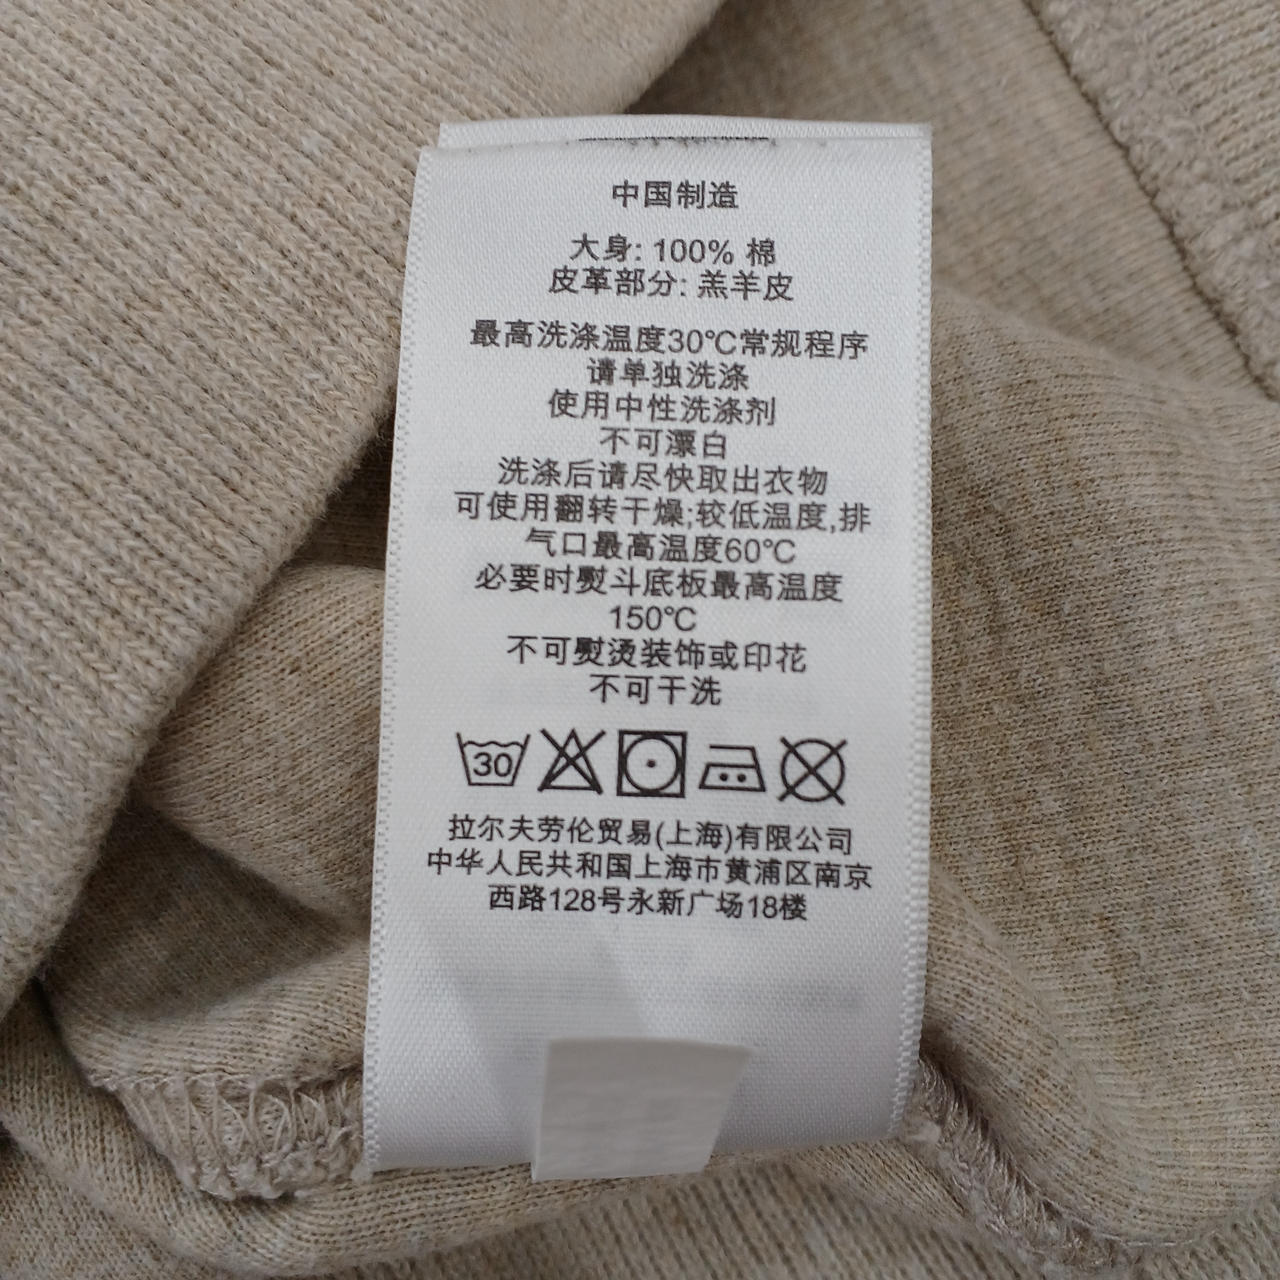 中国制造
大身: 100% 棉
皮革部分: 羔羊皮
最高洗涤温度30℃常规程序
请单独洗涤
使用中性洗涤剂
不可漂白
洗涤后请尽快取出衣物
可使用翻转干燥;较低温度,排
气口最高温度60℃
必要时熨斗底板最高温度
150℃
不可熨烫装饰或印花
不可干洗
30
拉尔夫劳伦贸易(上海)有限公司
中华人民共和国上海市黄浦区南京
西路128号永新广场18楼